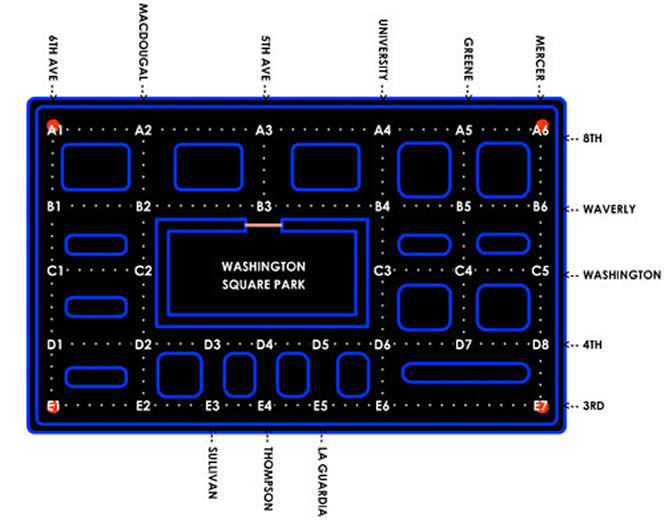 6TH AVE -->
MACDOUGAL -->
5TH AVE -->
UNIVERSITY -->
GREENE -->
MERCER -->
A1 A2 A3 A4 A5 A6
<-- 8TH
B1 B2 B3 B4 B5 B6
<-- WAVERLY
WASHINGTON
SQUARE PARK
C1 C2 C3 C4 C5
<-- WASHINGTON
D1 D2 D3 D4 D5 D6 D7 D8
<-- 4TH
E1 E2 E3 E4 E5 E6 E7
<-- 3RD
SULLIVAN
THOMPSON
LA GUARDIA